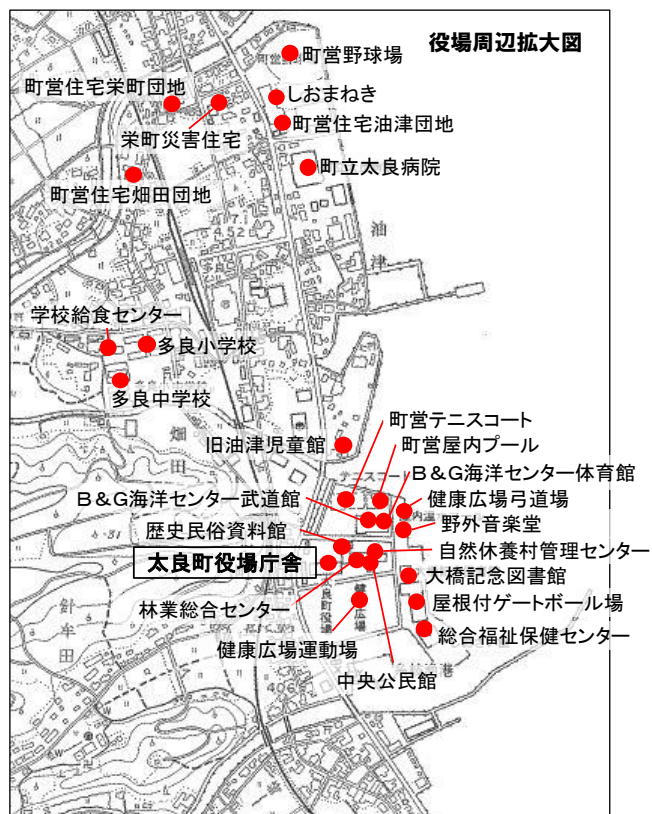 役場周辺拡大図
町営野球場
町営住宅栄町団地
しおまねき
栄町災害住宅
町営住宅油津団地
町立太良病院
町営住宅畑田団地
油津
学校給食センター
多良小学校
多良中学校
畑田
町営テニスコート
旧油津児童館
町営屋内プール
B&G海洋センター体育館
B&G海洋センター武道館
健康広場弓道場
歴史民俗資料館
野外音楽堂
太良町役場庁舎
自然休養村管理センター
大橋記念図書館
林業総合センター
太良町役場
屋根付ゲートボール場
健康広場運動場
総合福祉保健センター
中央公民館
針牟田